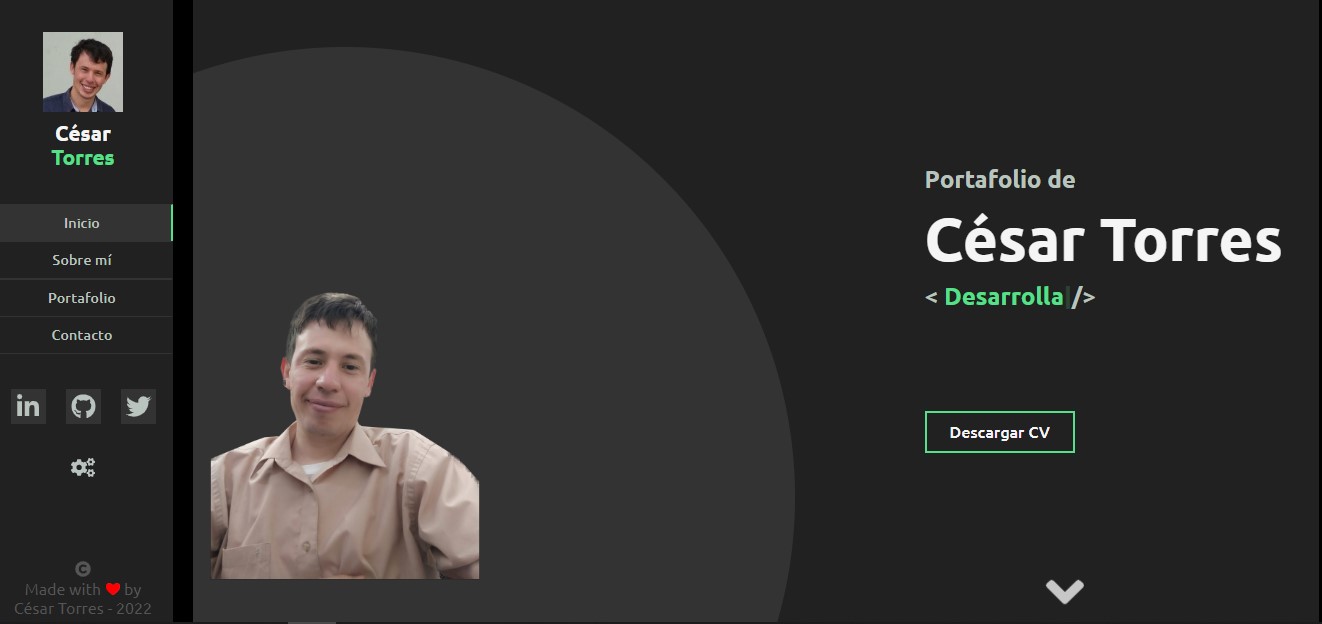 César
Torres
Inicio
Sobre mí
Portafolio
Contacto
Made with ❤ by
César Torres - 2022
Portafolio de
César Torres
< Desarrolla|/>
Descargar CV